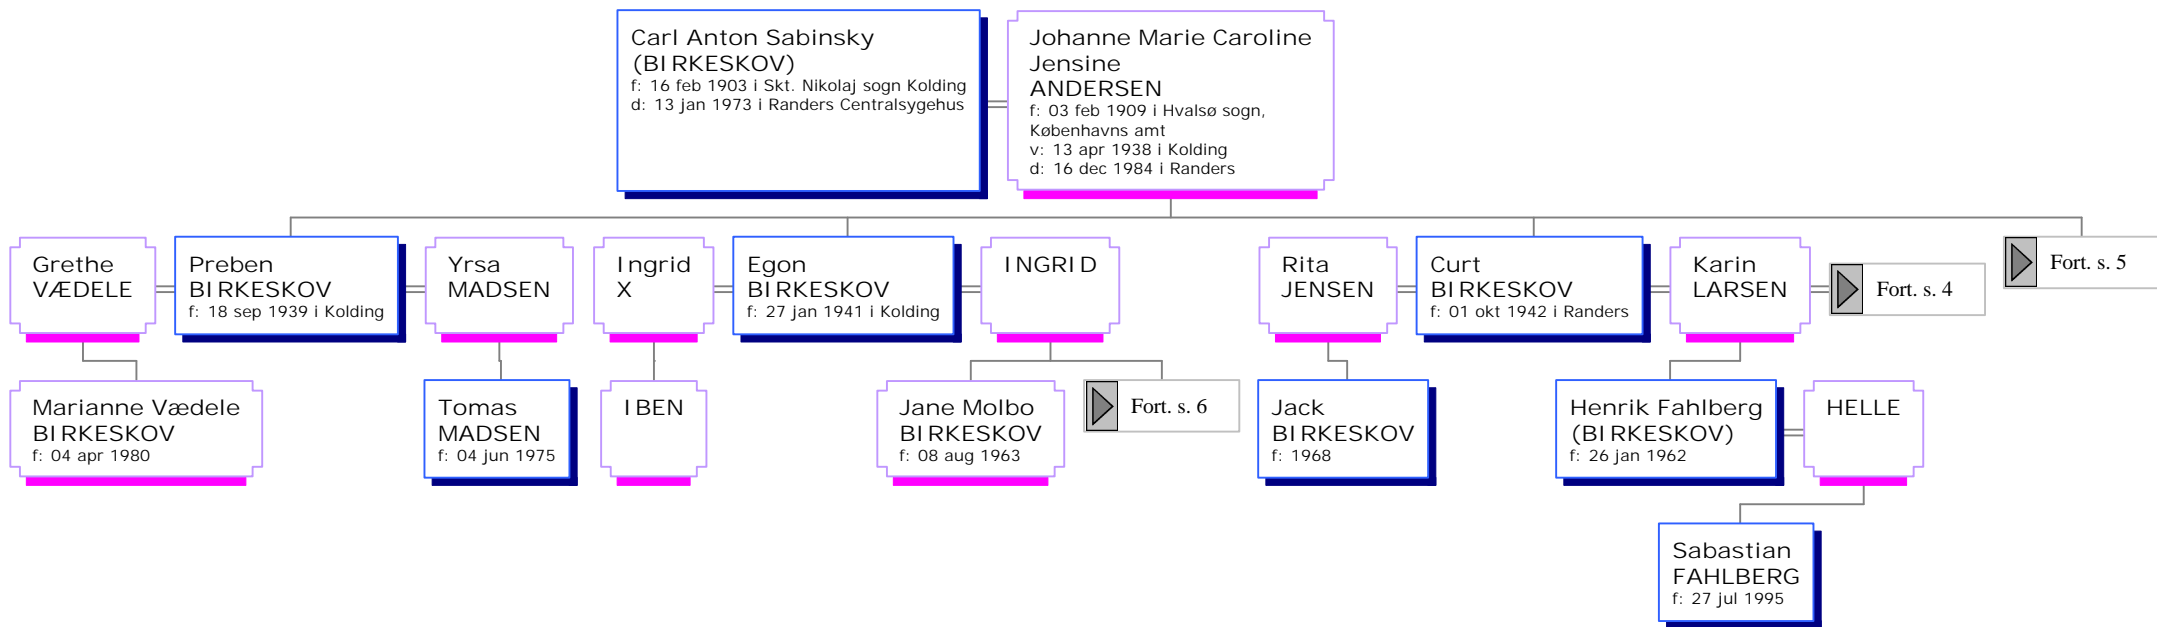 Carl Anton Sabinsky
(BIRKESKOV)
f: 16 feb 1903 i Skt. Nikolaj sogn Kolding
d: 13 jan 1973 i Randers Centralsygehus
Johanne Marie Caroline
Jensine
ANDERSEN
f: 03 feb 1909 i Hvalsø sogn,
Københavns amt
v: 13 apr 1938 i Kolding
d: 16 dec 1984 i Randers
Grethe
VÆDELE
Preben
BIRKESKOV
f: 18 sep 1939 i Kolding
Yrsa
MADSEN
Ingrid
X
Egon
BIRKESKOV
f: 27 jan 1941 i Kolding
INGRID
Rita
JENSEN
Curt
BIRKESKOV
f: 01 okt 1942 i Randers
Karin
LARSEN
Fort. s. 4
Fort. s. 5
Marianne Vædele
BIRKESKOV
f: 04 apr 1980
Tomas
MADSEN
f: 04 jun 1975
IBEN
Jane Molbo
BIRKESKOV
f: 08 aug 1963
Fort. s. 6
Jack
BIRKESKOV
f: 1968
Henrik Fahlberg
(BIRKESKOV)
f: 26 jan 1962
HELLE
Sabastian
FAHLBERG
f: 27 jul 1995